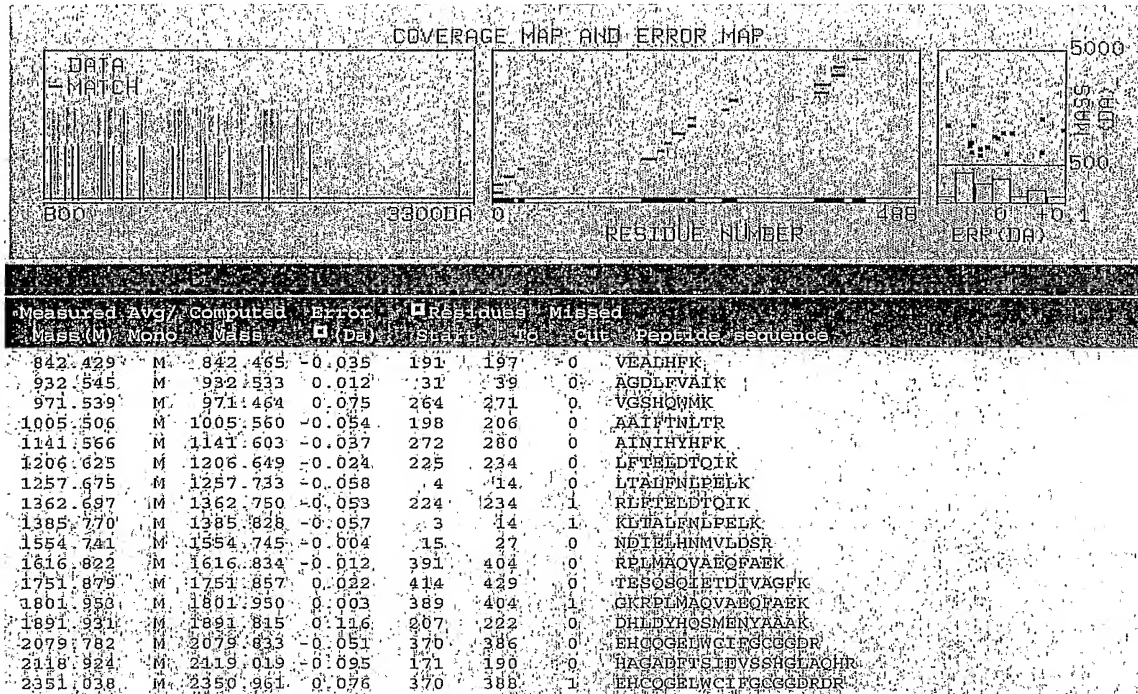 COVERAGE MAP AND ERROR MAP
DATA
MATCH
5000
MASS (DA)
500
800 3300DA 0 488 0 +0.1
RESIDUE NUMBER ERR(DA)
Measured Avg/ Computed Error Residues Missed
Mass(M) Mono Mass (Da) Start To Cut Peptide sequence
842.429 M 842.465 -0.035 191 197 0 VEALHFK
932.545 M 932.533 0.012 31 39 0 AGDLFVAIK
971.539 M 971.464 0.075 264 271 0 VGSHQWMK
1005.506 M 1005.560 -0.054 198 206 0 AAIFTNLTR
1141.566 M 1141.603 -0.037 272 280 0 AINIHYHFK
1206.625 M 1206.649 -0.024 225 234 0 LFTELDTQIK
1257.675 M 1257.733 -0.058 4 14 0 LTALFNLPELK
1362.697 M 1362.750 -0.053 224 234 1 RLFTELDTQIK
1385.770 M 1385.828 -0.057 3 14 1 KLTALFNLPELK
1554.741 M 1554.745 -0.004 15 27 0 NDIELHNMVLDSR
1616.822 M 1616.834 -0.012 391 404 0 RPLMAQVAEQFAEK
1751.879 M 1751.857 0.022 414 429 0 TESQSQIETDIVAGFK
1801.953 M 1801.950 0.003 389 404 1 GKRPLMAQVAEQFAEK
1891.931 M 1891.815 0.116 207 222 0 DHLDYHQSMENYAAAK
2079.782 M 2079.833 -0.051 370 386 0 EHCQGELWCIFGCGGDR
2118.924 M 2119.019 -0.095 171 190 0 HAGADFTSIEVSSHGLAQHR
2351.038 M 2350.961 0.076 370 388 1 EHCQGELWCIFGCGGDRDR